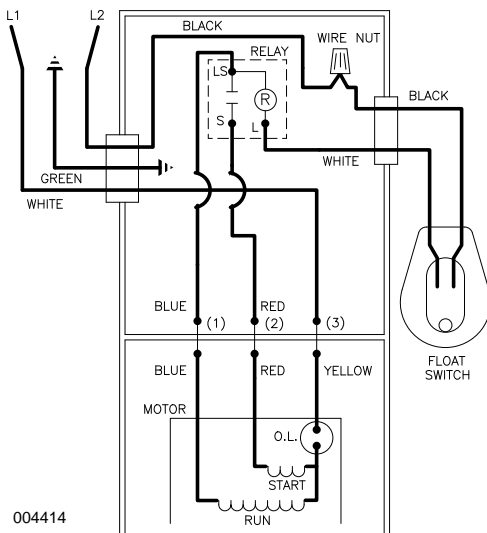 L1
L2
BLACK
WIRE NUT
RELAY
LS
R
S
L
BLACK
WHITE
GREEN
WHITE
BLUE
RED
(1)
(2)
(3)
BLUE
RED
YELLOW
FLOAT
SWITCH
MOTOR
O.L.
START
RUN
004414